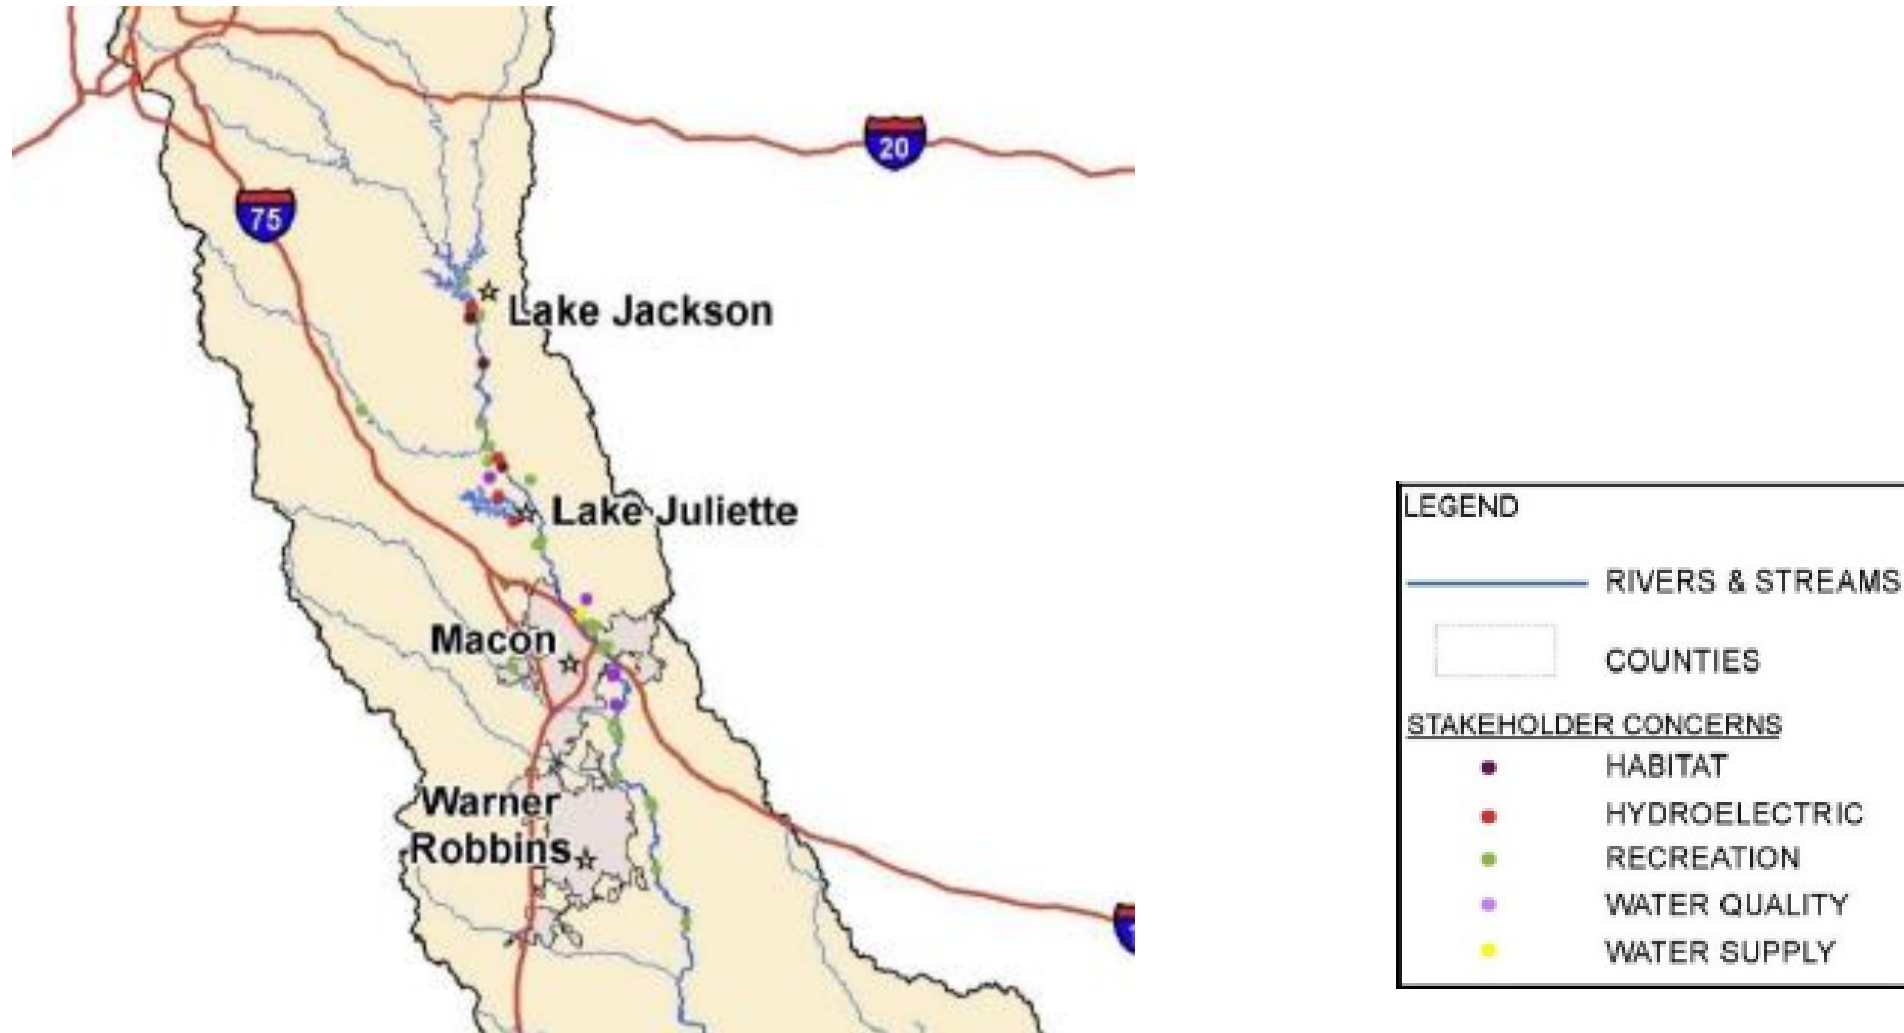 20
75
Lake Jackson
Lake Juliette
Macon
Warner
Robbins
LEGEND
RIVERS & STREAMS
COUNTIES
STAKEHOLDER CONCERNS
HABITAT
HYDROELECTRIC
RECREATION
WATER QUALITY
WATER SUPPLY